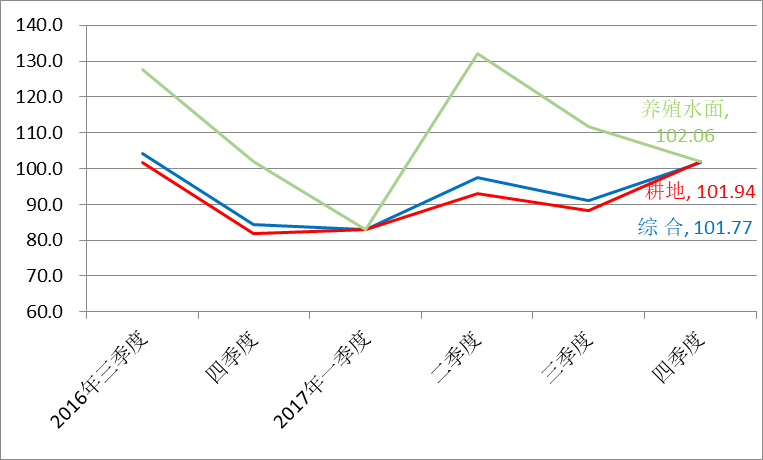 140.0
130.0
120.0
110.0
100.0
90.0
80.0
70.0
60.0
养殖水面,
102.06
耕地, 101.94
综 合, 101.77
2016年三季度
四季度
2017年一季度
二季度
三季度
四季度